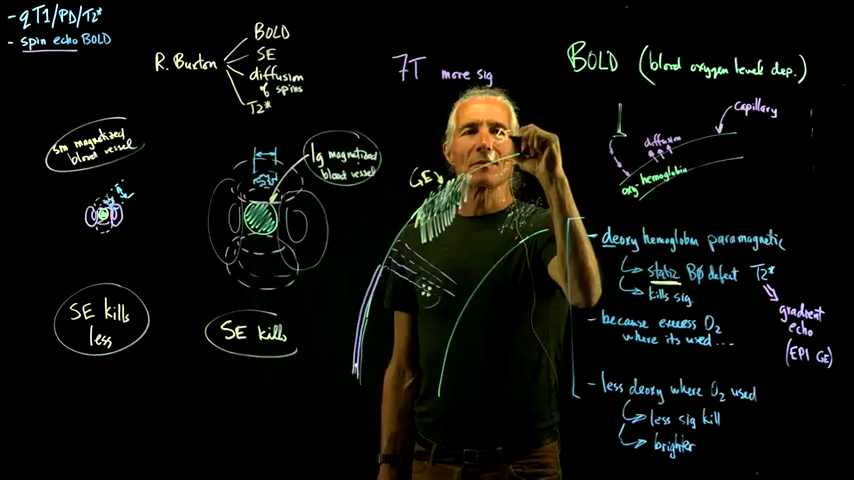 - qT1/PD/T2*
- spin echo BOLD
R. Buxton
BOLD
SE
diffusion
of spins
T2*
7T more sig
BOLD (blood oxygen level dep.)
capillary
diffusion
oxy-hemoglobin
sm magnetized
blood vessel
lg magnetized
blood vessel
GE
SE kills
less
SE kills
- deoxy hemoglobin paramagnetic
static BØ defect T2*
kills sig
gradient
echo
(EPI GE)
- because excess O2
where its used...
- less deoxy where O2 used
less sig kill
brighter